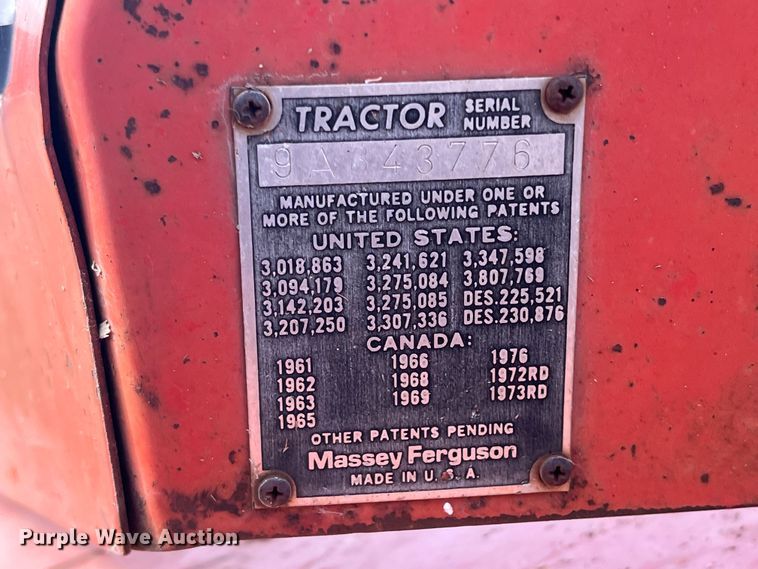 TRACTOR SERIAL NUMBER
9A 343776
MANUFACTURED UNDER ONE OR
MORE OF THE FOLLOWING PATENTS
UNITED STATES:
3,018,863 3,241,621 3,347,598
3,094,179 3,275,084 3,807,769
3,142,203 3,275,085 DES.225,521
3,207,250 3,307,336 DES.230,876
CANADA:
1961 1966 1976
1962 1968 1972RD
1963 1969 1973RD
1965
OTHER PATENTS PENDING
Massey Ferguson
MADE IN U.S.A.
Purple Wave Auction®